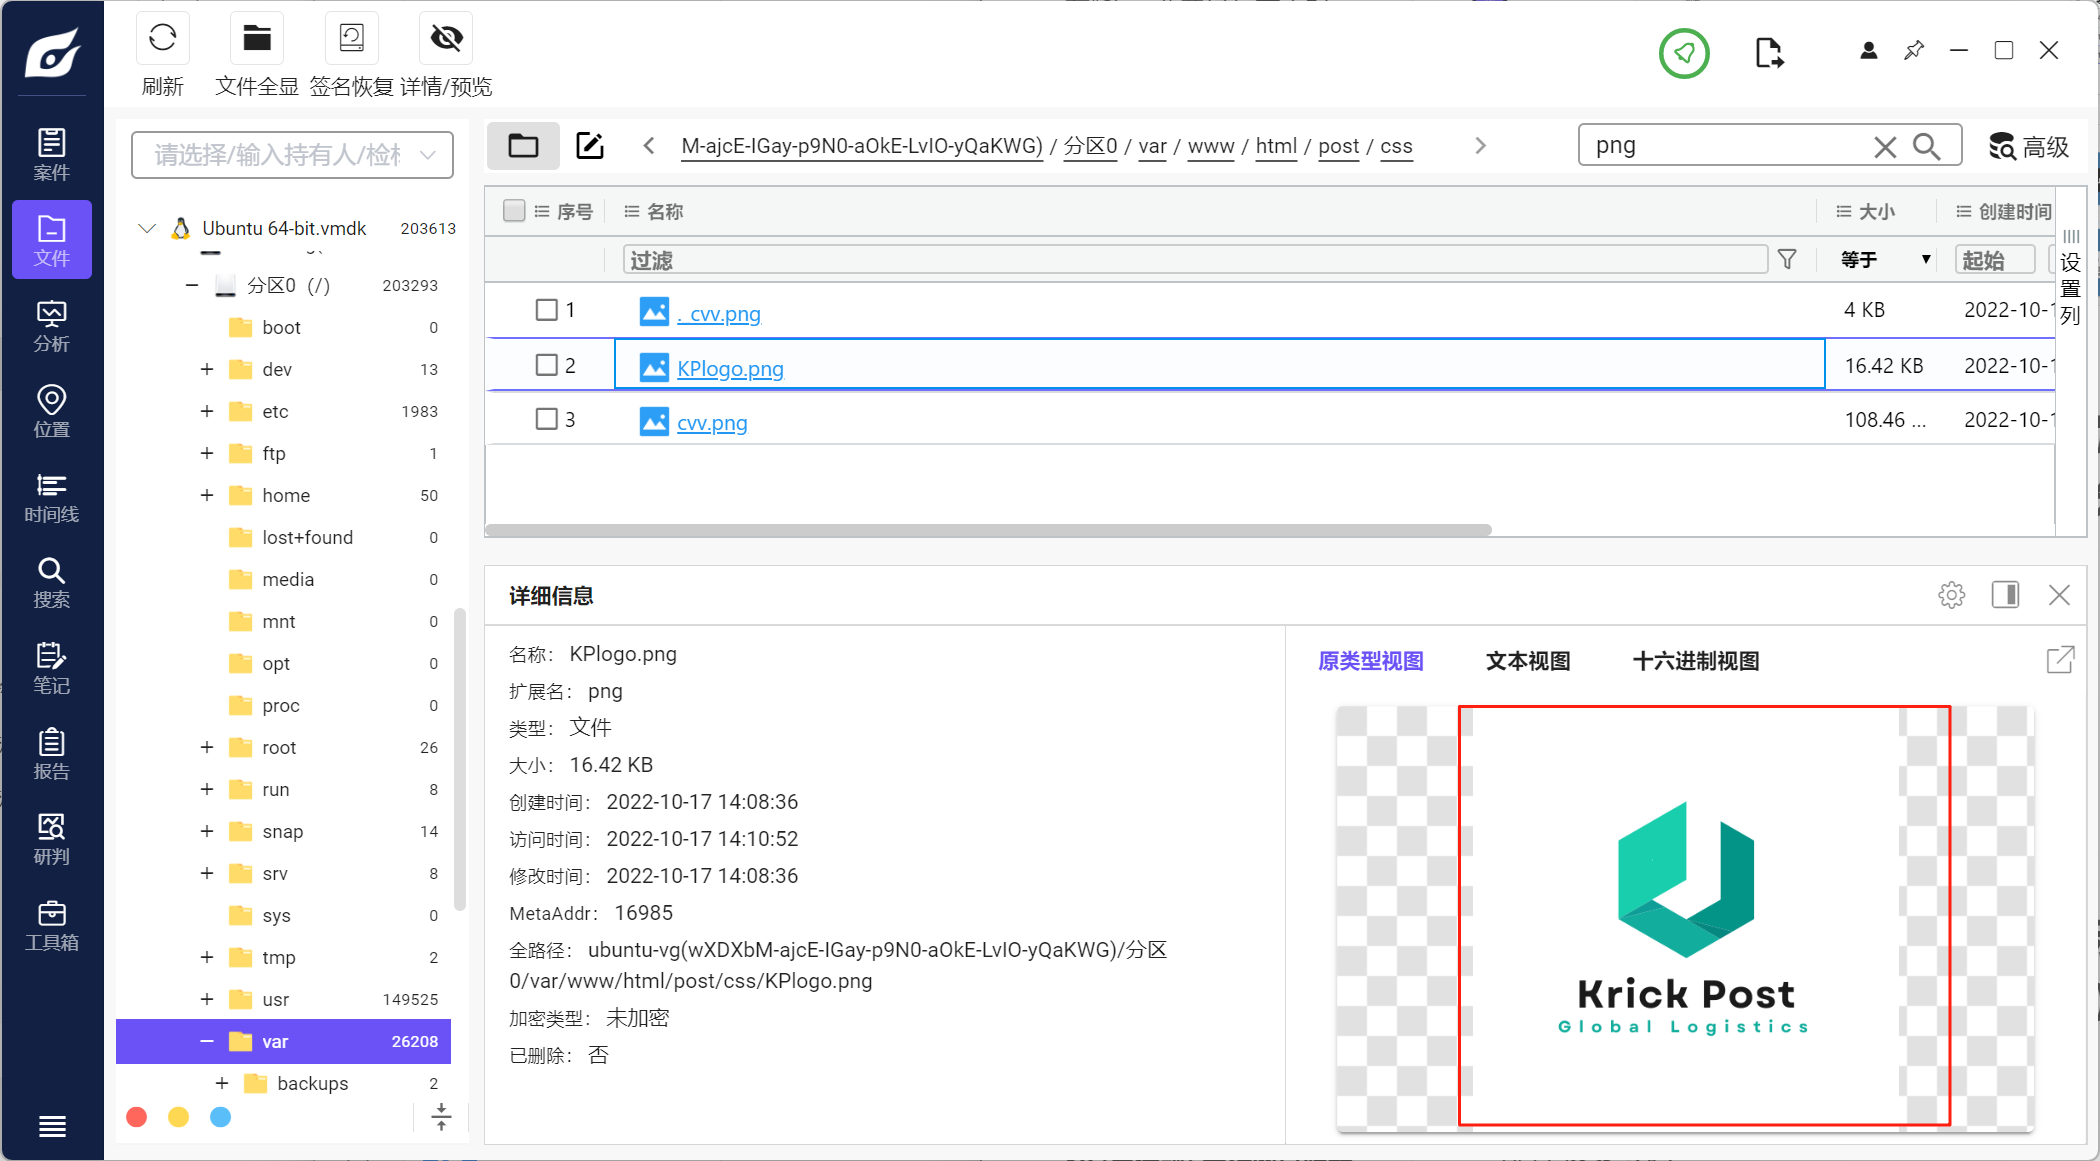 刷新 文件全显 签名恢复 详情/预览
案件
文件
分析
位置
时间线
搜索
笔记
报告
研判
工具箱
请选择/输入持有人/检
Ubuntu 64-bit.vmdk 203613
分区0 (/) 203293
boot 0
dev 13
etc 1983
ftp 1
home 50
lost+found 0
media 0
mnt 0
opt 0
proc 0
root 26
run 8
snap 14
srv 8
sys 0
tmp 2
usr 149525
var 26208
backups 2
M-ajcE-IGay-p9N0-aOkE-LvIO-yQaKWG) / 分区0 / var / www / html / post / css
png
高级
序号 名称 大小 创建时间
过滤 等于 起始
设置列
1 ._cvv.png 4 KB 2022-10-1
2 KPlogo.png 16.42 KB 2022-10-1
3 cvv.png 108.46 ... 2022-10-1
详细信息
名称： KPlogo.png
扩展名： png
类型： 文件
大小： 16.42 KB
创建时间： 2022-10-17 14:08:36
访问时间： 2022-10-17 14:10:52
修改时间： 2022-10-17 14:08:36
MetaAddr： 16985
全路径： ubuntu-vg(wXDXbM-ajcE-IGay-p9N0-aOkE-LvIO-yQaKWG)/分区
0/var/www/html/post/css/KPlogo.png
加密类型： 未加密
已删除： 否
原类型视图 文本视图 十六进制视图
Krick Post
Global Logistics